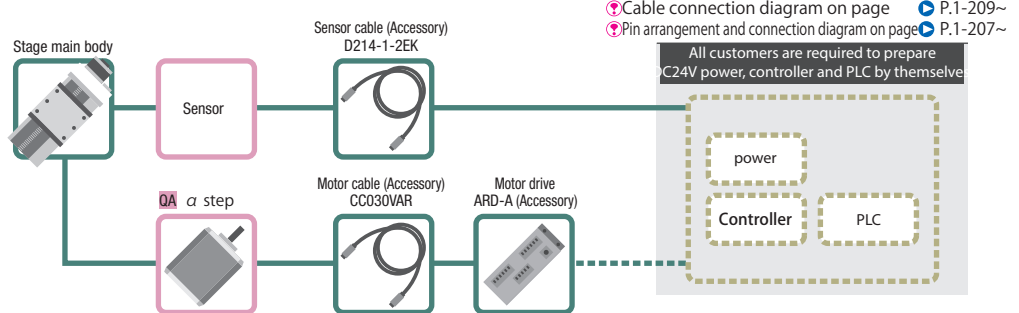 Cable connection diagram on page P.1-209~
Pin arrangement and connection diagram on page P.1-207~
Sensor cable (Accessory)
D214-1-2EK
Stage main body
All customers are required to prepare
DC24V power, controller and PLC by themselve
Sensor
power
Controller
PLC
QA α step
Motor cable (Accessory)
CC030VAR
Motor drive
ARD-A (Accessory)